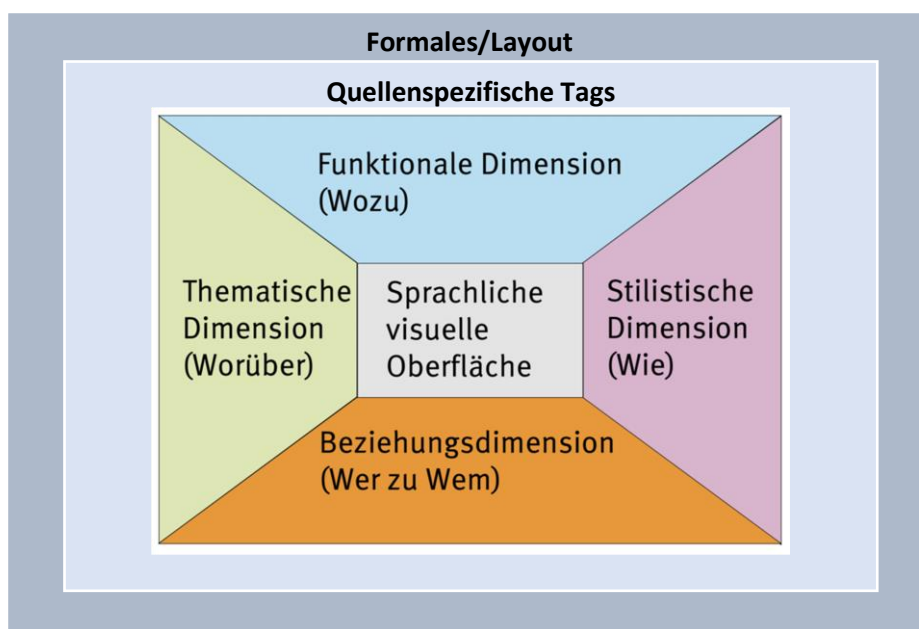 Formales/Layout
Quellenspezifische Tags
Funktionale Dimension
(Wozu)
Thematische
Dimension
(Worüber)
Sprachliche
visuelle
Oberfläche
Stilistische
Dimension
(Wie)
Beziehungsdimension
(Wer zu Wem)